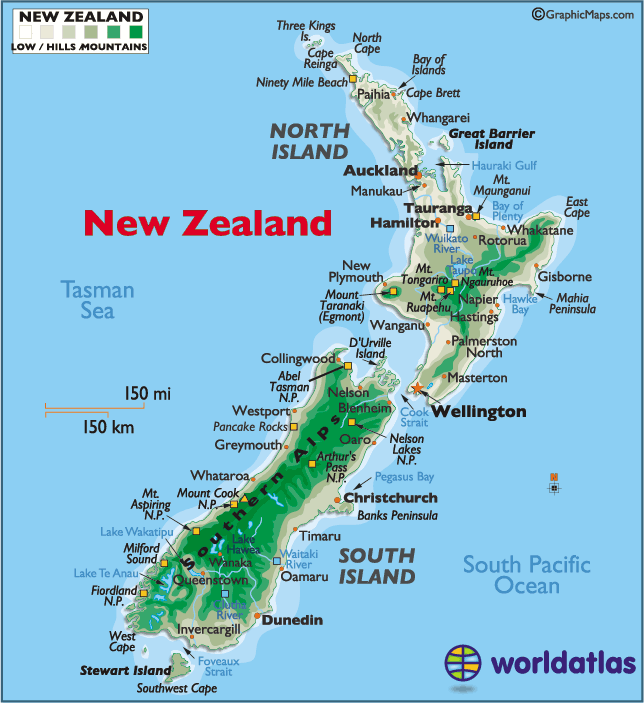 NEW ZEALAND
LOW / HILLS /MOUNTAINS
©GraphicMaps.com
Three Kings
Is.
North
Cape
Cape
Reinga
Bay of
Islands
Ninety Mile Beach
Paihia
Cape Brett
Whangarei
NORTH
ISLAND
Great Barrier
Island
Auckland
Hauraki Gulf
Manukau
Mt.
Maunganui
Tauranga
Bay of
Plenty
East
Cape
Hamilton
Whakatane
Wuikato
River
Rotorua
New Zealand
Lake
Taupo
Mt.
Tongariro
Mt.
Ngauruhoe
Gisborne
New
Plymouth
Mount
Taranaki
(Egmont)
Mt.
Ruapehu
Napier
Hawke
Bay
Mahia
Peninsula
Hastings
Tasman
Sea
Wanganu
Palmerston
North
D'Urville
Island
Collingwood
Abel
Tasman
N.P.
Masterton
Nelson
Blenheim
Wellington
Cook
Strait
150 mi
150 km
Westport
Pancake Rocks
Greymouth
Oaro
Nelson
Lakes
N.P.
Arthur's
Pass
N.P.
Southern Alps
Pegasus Bay
Whataroa
Mount Cook
N.P.
Christchurch
Banks Peninsula
Mt.
Aspiring
N.P.
Lake Wakatipu
Timaru
Lake
Hawea
Milford
Sound
Wanaka
Waitaki
River
SOUTH
ISLAND
South Pacific
Ocean
Lake Te Anau
Queenstown
Oamaru
Fiordland
N.P.
Clutha
River
Dunedin
West
Cape
Invercargill
Foveaux
Strait
Stewart Island
Southwest Cape
worldatlas